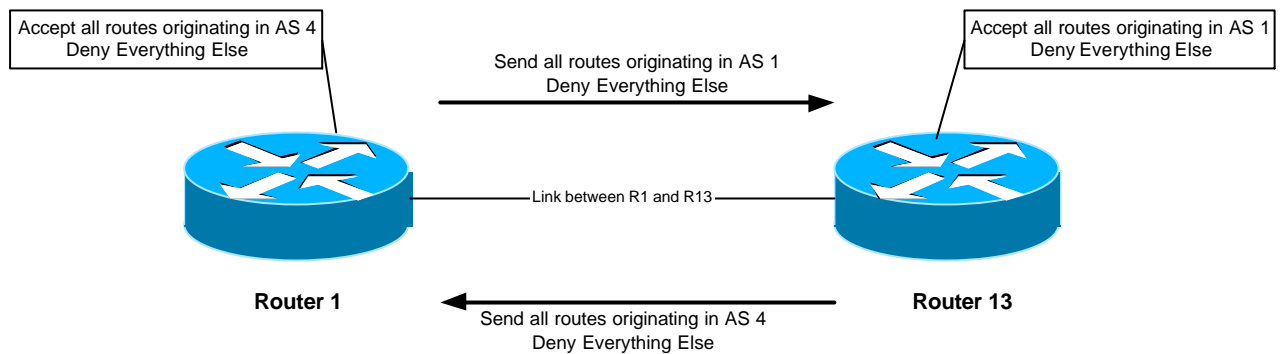 Accept all routes originating in AS 4
Deny Everything Else
Accept all routes originating in AS 1
Deny Everything Else
Send all routes originating in AS 1
Deny Everything Else
Link between R1 and R13
Router 1
Router 13
Send all routes originating in AS 4
Deny Everything Else